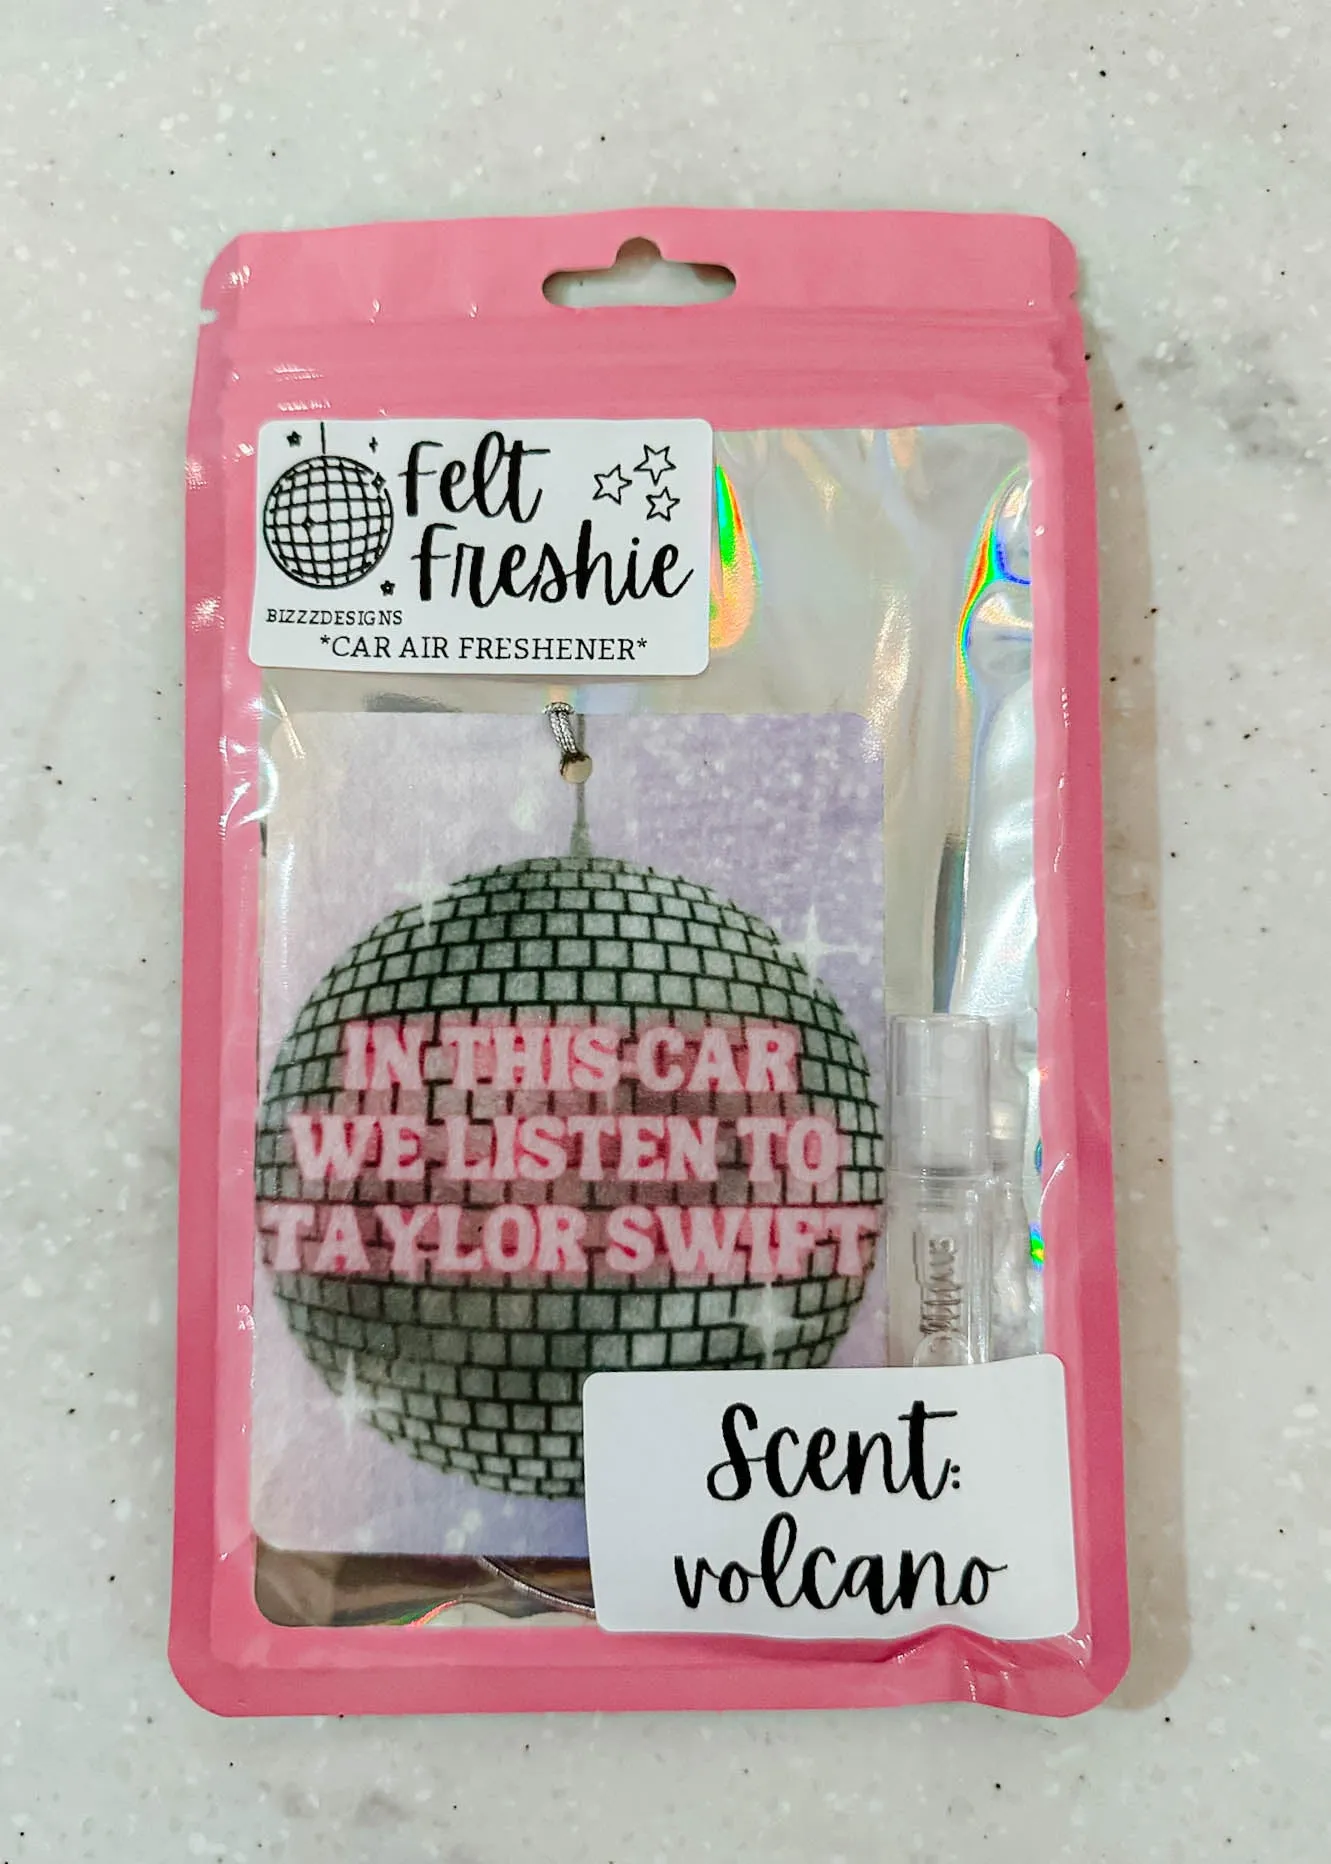 Felt
Freshie
BIZZZDESIGNS
*CAR AIR FRESHENER*
IN THIS CAR
WE LISTEN TO
TAYLOR SWIFT
Scent:
volcano